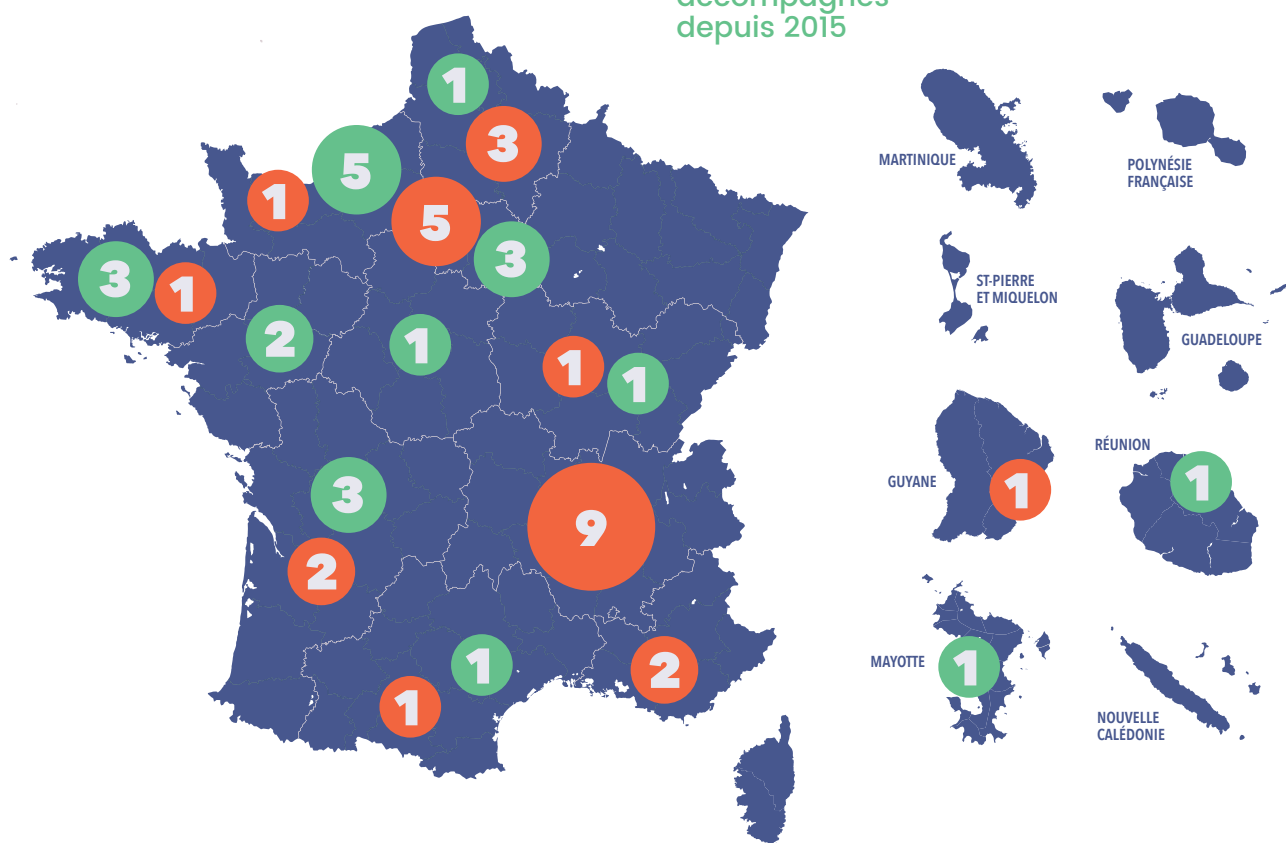 accompagnés
depuis 2015
1
3
5
1
5
3
3
1
2
1
1
1
3
9
2
1
2
1
MARTINIQUE
POLYNÉSIE
FRANÇAISE
ST-PIERRE
ET MIQUELON
GUADELOUPE
GUYANE
1
RÉUNION
1
MAYOTTE
1
NOUVELLE
CALÉDONIE